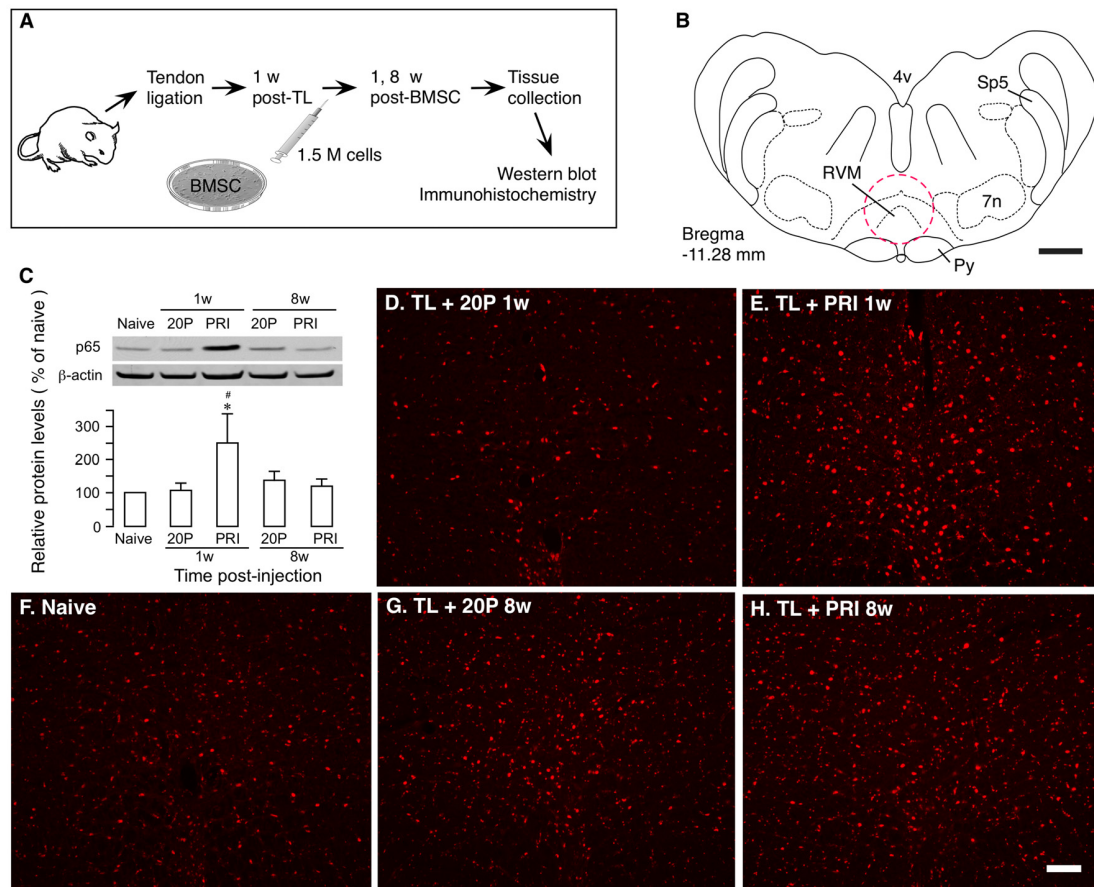 A
Tendon
ligation
1 w
post-TL
1, 8 w
post-BMSC
Tissue
collection
1.5 M cells
BMSC
Western blot
Immunohistochemistry
B
4v
Sp5
RVM
7n
Bregma
-11.28 mm
Py
C
1w 8w
Naive 20P PRI 20P PRI
p65
β-actin
Relative protein levels ( % of naive)
#
*
300
200
100
0
Naive 20P PRI 20P PRI
1w 8w
Time post-injection
D. TL + 20P 1w
E. TL + PRI 1w
F. Naive
G. TL + 20P 8w
H. TL + PRI 8w